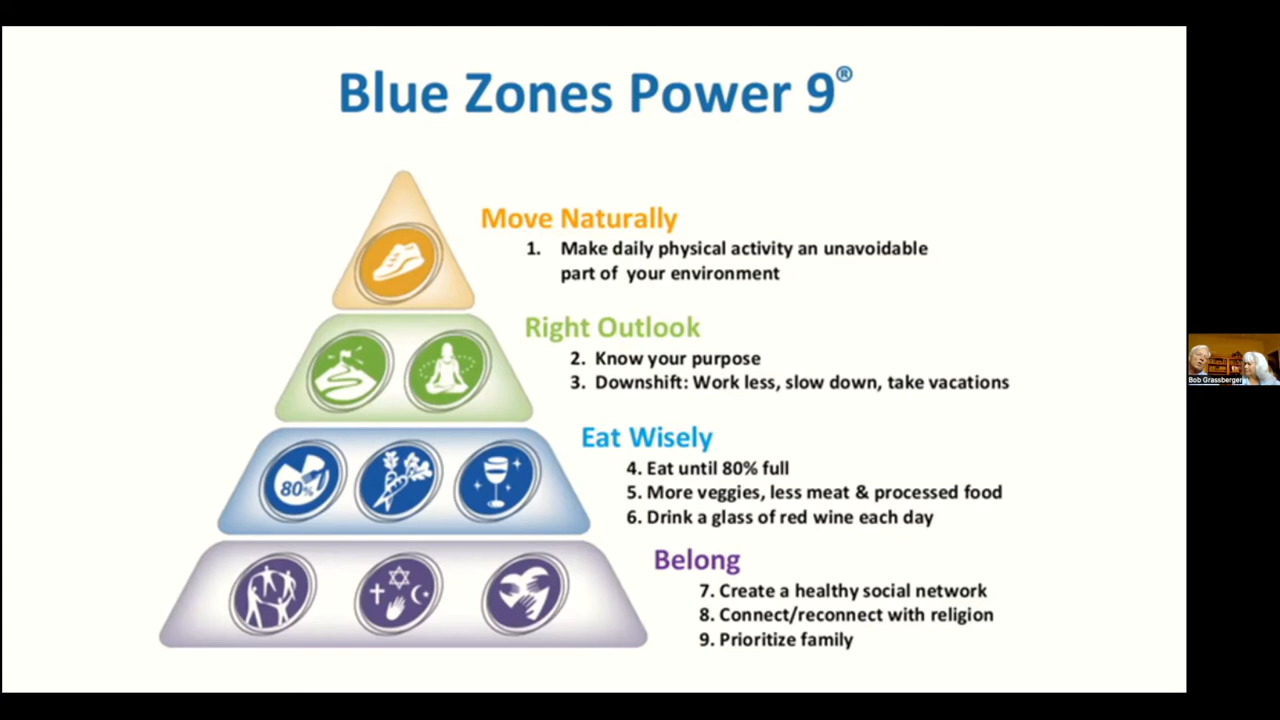 Blue Zones Power 9®
Move Naturally
1. Make daily physical activity an unavoidable
part of your environment
Right Outlook
2. Know your purpose
3. Downshift: Work less, slow down, take vacations
Eat Wisely
80%
4. Eat until 80% full
5. More veggies, less meat & processed food
6. Drink a glass of red wine each day
Belong
7. Create a healthy social network
8. Connect/reconnect with religion
9. Prioritize family
Bob Grassberger